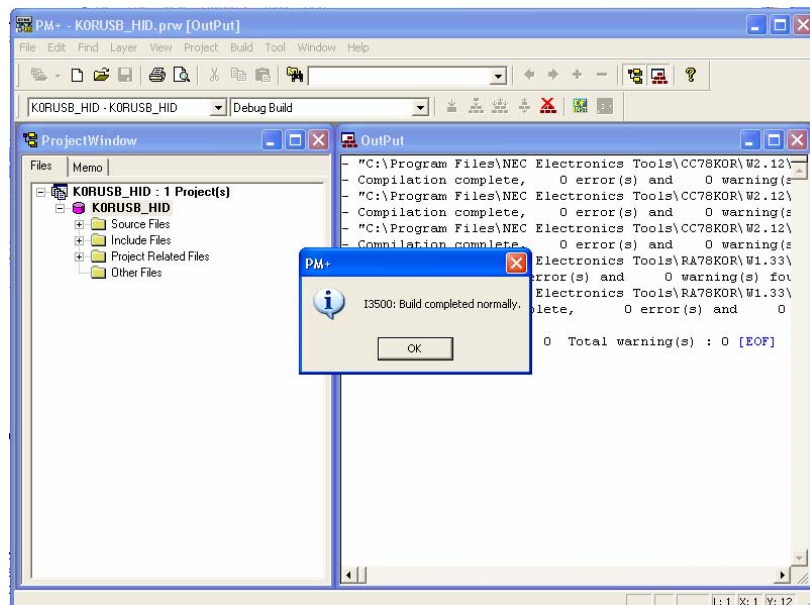 PM+ - K0RUSB_HID.prw [OutPut]
File Edit Find Layer View Project Build Tool Window Help
K0RUSB_HID - K0RUSB_HID Debug Build
ProjectWindow
Files Memo
K0RUSB_HID : 1 Project(s)
K0RUSB_HID
Source Files
Include Files
Project Related Files
Other Files
OutPut
- "C:\Program Files\NEC Electronics Tools\CC78K0R\W2.12\
- Compilation complete, 0 error(s) and 0 warning(s
- "C:\Program Files\NEC Electronics Tools\CC78K0R\W2.12\
- Compilation complete, 0 error(s) and 0 warning(s
- "C:\Program Files\NEC Electronics Tools\CC78K0R\W2.12\
- Compilation complete, 0 error(s) and 0 warning(s
Electronics Tools\RA78K0R\W1.33\
error(s) and 0 warning(s) fou
Electronics Tools\RA78K0R\W1.33\
lete, 0 error(s) and 0
0 Total warning(s) : 0 [EOF]
PM+
I3500: Build completed normally.
OK
L: 1 X: 1 Y: 12